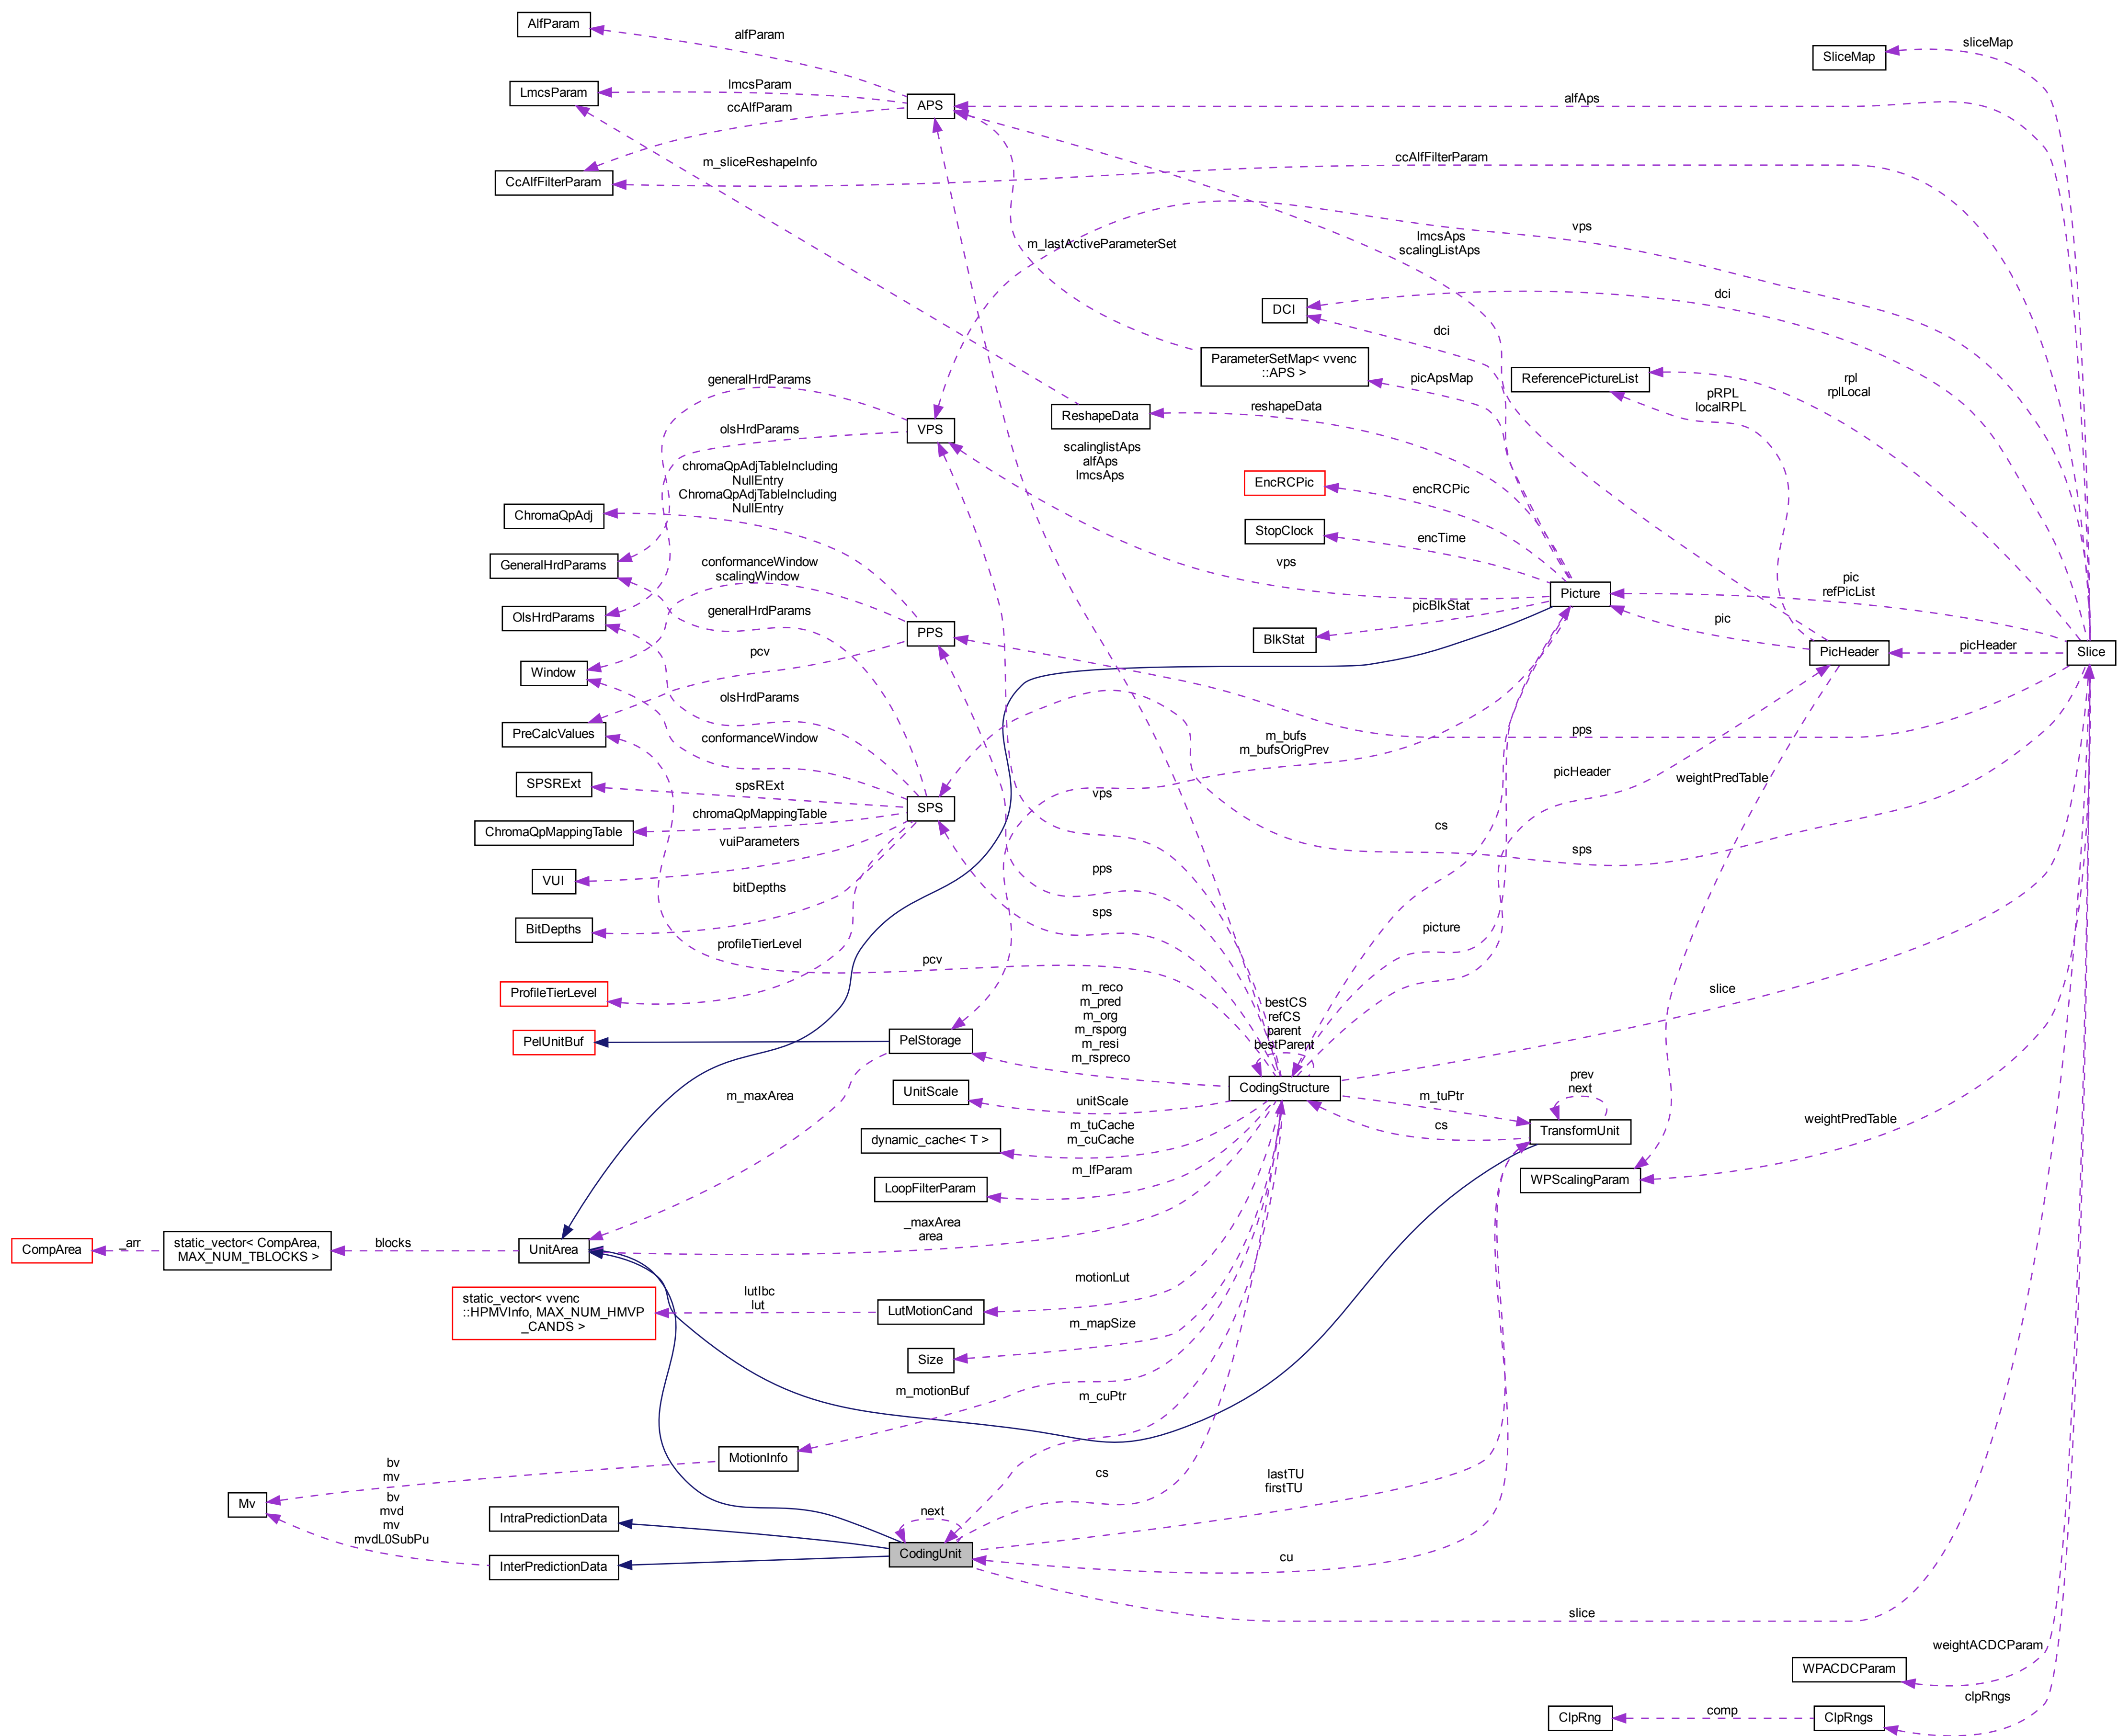 AlfParam
alfParam
sliceMap
SliceMap
LmcsParam
lmcsParam
ccAlfParam
APS
alfAps
m_sliceReshapeInfo
ccAlfFilterParam
CcAlfFilterParam
vps
lmcsAps
scalingListAps
m_lastActiveParameterSet
dci
DCI
dci
ParameterSetMap< vvenc
::APS >
picApsMap
ReferencePictureList
rpl
rplLocal
pRPL
localRPL
generalHrdParams
reshapeData
ReshapeData
olsHrdParams
VPS
scalinglistAps
alfAps
lmcsAps
chromaQpAdjTableIncluding
NullEntry
ChromaQpAdjTableIncluding
NullEntry
EncRCPic
encRCPic
ChromaQpAdj
StopClock
encTime
GeneralHrdParams
conformanceWindow
scalingWindow
vps
pic
refPicList
Picture
picBlkStat
OlsHrdParams
generalHrdParams
PPS
BlkStat
pic
pcv
PicHeader
picHeader
Slice
Window
olsHrdParams
PreCalcValues
conformanceWindow
m_bufs
m_bufsOrigPrev
pps
picHeader
weightPredTable
SPSRExt
spsRExt
SPS
vps
chromaQpMappingTable
ChromaQpMappingTable
cs
vuiParameters
sps
VUI
pps
bitDepths
BitDepths
sps
picture
profileTierLevel
pcv
ProfileTierLevel
m_reco
m_pred
m_org
m_rsporg
m_resi
m_rspreco
slice
bestCS
refCS
parent
bestParent
PelUnitBuf
PelStorage
CodingStructure
UnitScale
unitScale
m_maxArea
m_tuPtr
prev
next
m_tuCache
m_cuCache
cs
TransformUnit
weightPredTable
dynamic_cache< T >
m_lfParam
LoopFilterParam
WPScalingParam
_maxArea
area
CompArea
_arr
static_vector< CompArea,
MAX_NUM_TBLOCKS >
blocks
UnitArea
motionLut
static_vector< vvenc
::HPMVInfo, MAX_NUM_HMVP
_CANDS >
lutIbc
lut
LutMotionCand
m_mapSize
Size
m_motionBuf
m_cuPtr
MotionInfo
bv
mv
cs
lastTU
firstTU
Mv
bv
mvd
mv
mvdL0SubPu
IntraPredictionData
next
CodingUnit
cu
InterPredictionData
slice
weightACDCParam
WPACDCParam
clpRngs
ClpRng
comp
ClpRngs